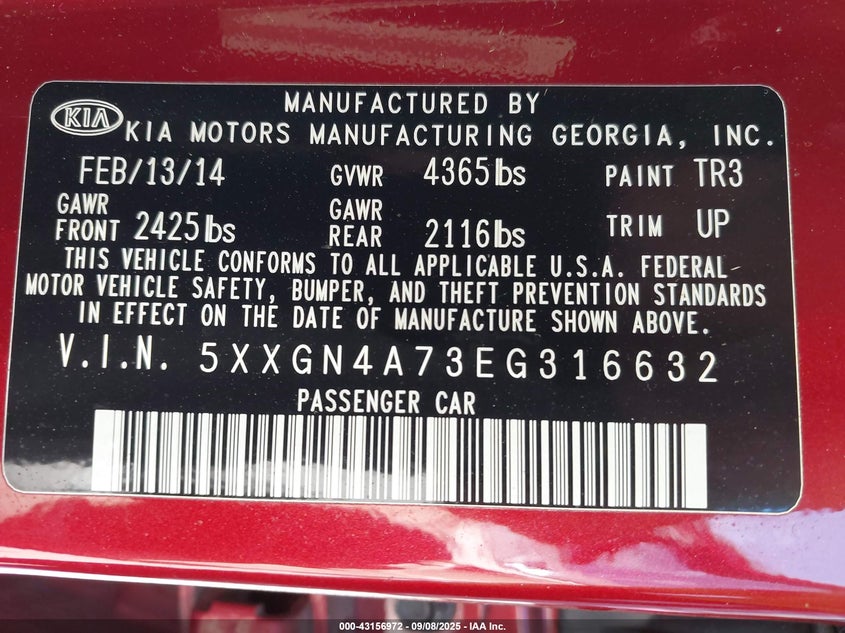 MANUFACTURED BY
KIA KIA MOTORS MANUFACTURING GEORGIA, INC.
FEB/13/14 GVWR 4365lbs PAINT TR3
GAWR FRONT 2425lbs GAWR REAR 2116lbs TRIM UP
THIS VEHICLE CONFORMS TO ALL APPLICABLE U.S.A. FEDERAL
MOTOR VEHICLE SAFETY, BUMPER, AND THEFT PREVENTION STANDARDS
IN EFFECT ON THE DATE OF MANUFACTURE SHOWN ABOVE.
V.I.N. 5XXGN4A73EG316632
PASSENGER CAR
000-43156972 - 09/08/2025 - IAA Inc.